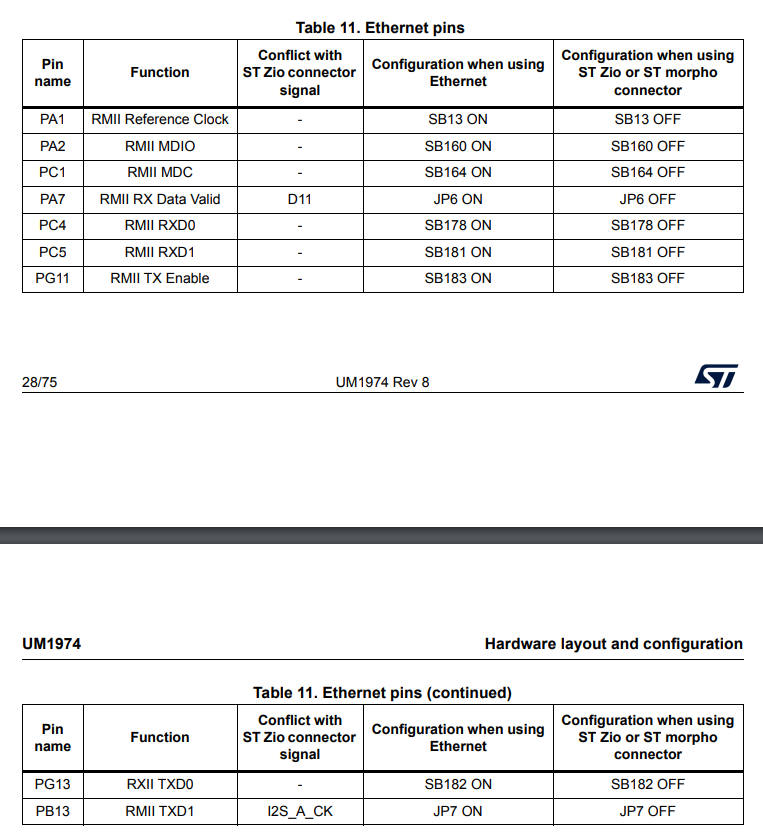 Table 11. Ethernet pins
Pin name Function Conflict with ST Zio connector signal Configuration when using Ethernet Configuration when using ST Zio or ST morpho connector
PA1 RMII Reference Clock - SB13 ON SB13 OFF
PA2 RMII MDIO - SB160 ON SB160 OFF
PC1 RMII MDC - SB164 ON SB164 OFF
PA7 RMII RX Data Valid D11 JP6 ON JP6 OFF
PC4 RMII RXD0 - SB178 ON SB178 OFF
PC5 RMII RXD1 - SB181 ON SB181 OFF
PG11 RMII TX Enable - SB183 ON SB183 OFF
28/75 UM1974 Rev 8 ST
UM1974 Hardware layout and configuration
Table 11. Ethernet pins (continued)
Pin name Function Conflict with ST Zio connector signal Configuration when using Ethernet Configuration when using ST Zio or ST morpho connector
PG13 RXII TXD0 - SB182 ON SB182 OFF
PB13 RMII TXD1 I2S_A_CK JP7 ON JP7 OFF